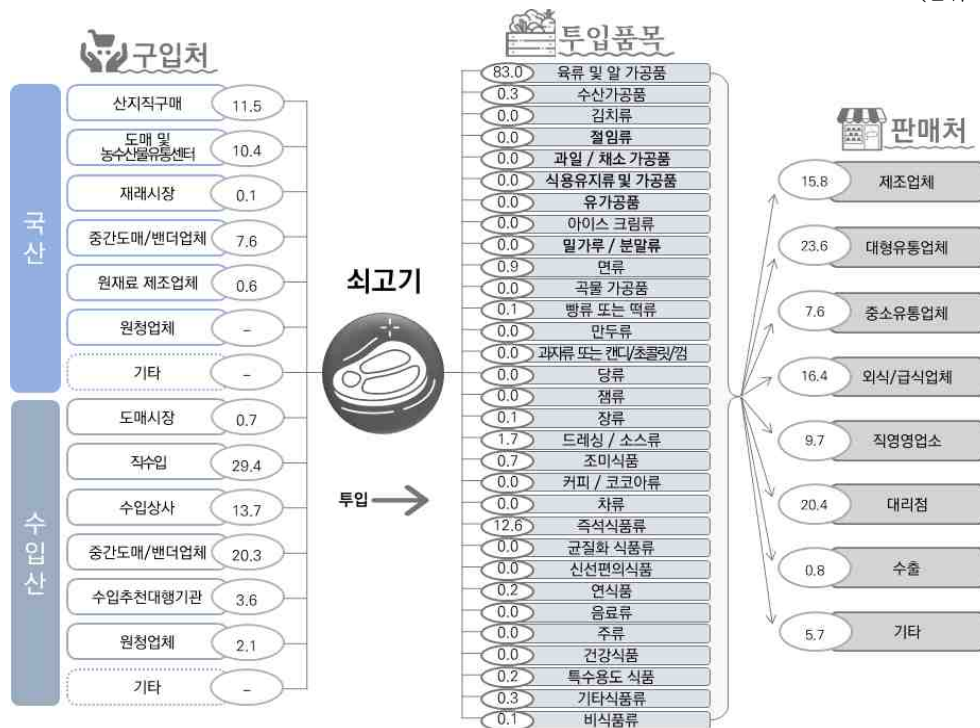 구입처
국산
산지직구매 11.5
도매 및
농수산물유통센터 10.4
재래시장 0.1
중간도매/밴더업체 7.6
원재료 제조업체 0.6
원청업체 –
기타 –
수입산
도매시장 0.7
직수입 29.4
수입상사 13.7
중간도매/밴더업체 20.3
수입추천대행기관 3.6
원청업체 2.1
기타 –
쇠고기
투입
투입품목
83.0 육류 및 알 가공품
0.3 수산가공품
0.0 김치류
0.0 절임류
0.0 과일 / 채소 가공품
0.0 식용유지류 및 가공품
0.0 유가공품
0.0 아이스 크림류
0.0 밀가루 / 분말류
0.9 면류
0.0 곡물 가공품
0.1 빵류 또는 떡류
0.0 만두류
0.0 과자류 또는 캔디/초콜릿/껌
0.0 당류
0.0 잼류
0.1 장류
1.7 드레싱 / 소스류
0.7 조미식품
0.0 커피 / 코코아류
0.0 차류
12.6 즉석식품류
0.0 균질화 식품류
0.0 신선편의식품
0.2 연식품
0.0 음료류
0.0 주류
0.0 건강식품
0.2 특수용도 식품
0.3 기타식품류
0.1 비식품류
판매처
15.8 제조업체
23.6 대형유통업체
7.6 중소유통업체
16.4 외식/급식업체
9.7 직영영업소
20.4 대리점
0.8 수출
5.7 기타